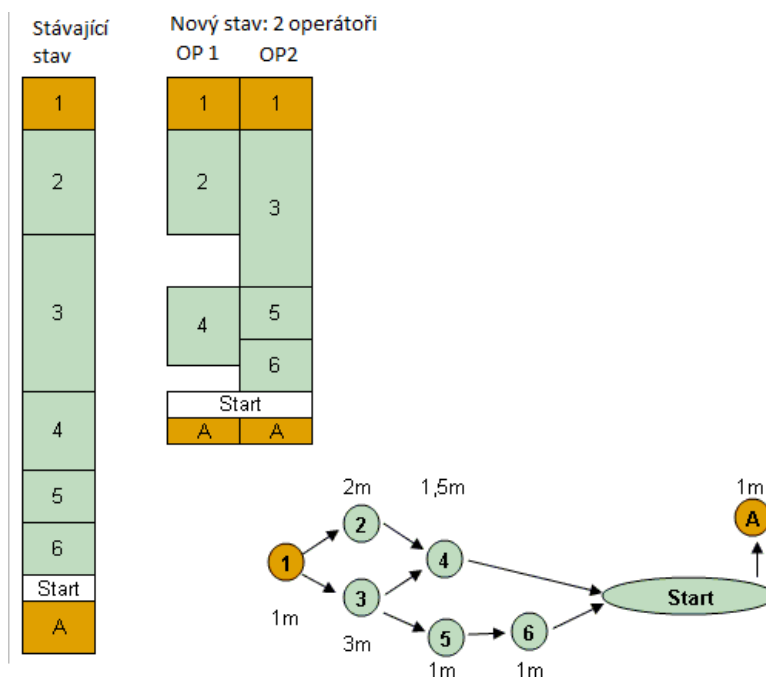 Stávající
stav
Nový stav: 2 operátoři
OP 1 OP2
1
2
3
4
5
6
Start
A
1 1
2
3
4
5
6
Start
A A
2m 1,5m 1m
2
A
1
4
3
Start
1m
3m
5
6
1m 1m